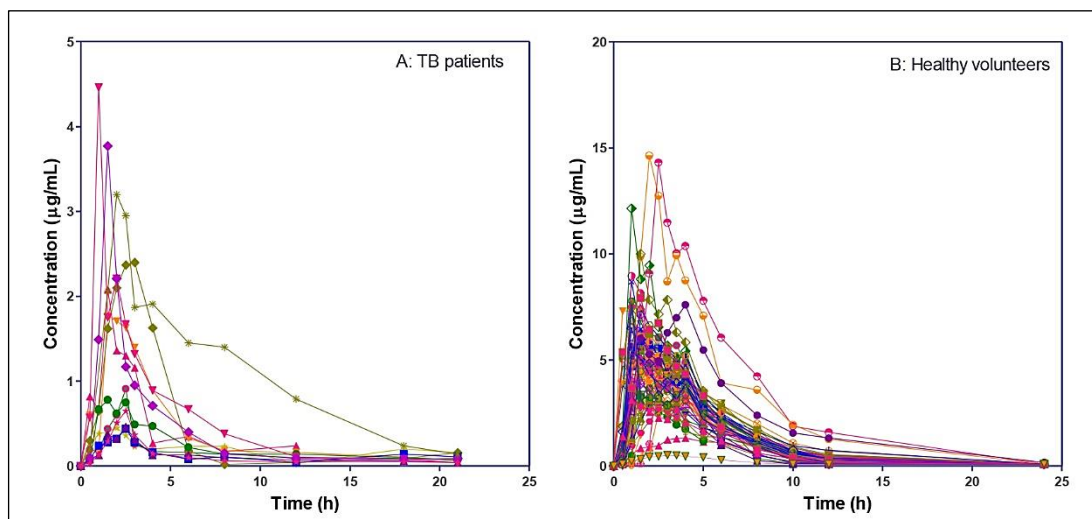 A: TB patients
Concentration (µg/mL)
5
4
3
2
1
0
0 5 10 15 20 25
Time (h)
B: Healthy volunteers
Concentration (µg/mL)
20
15
10
5
0
0 5 10 15 20 25
Time (h)